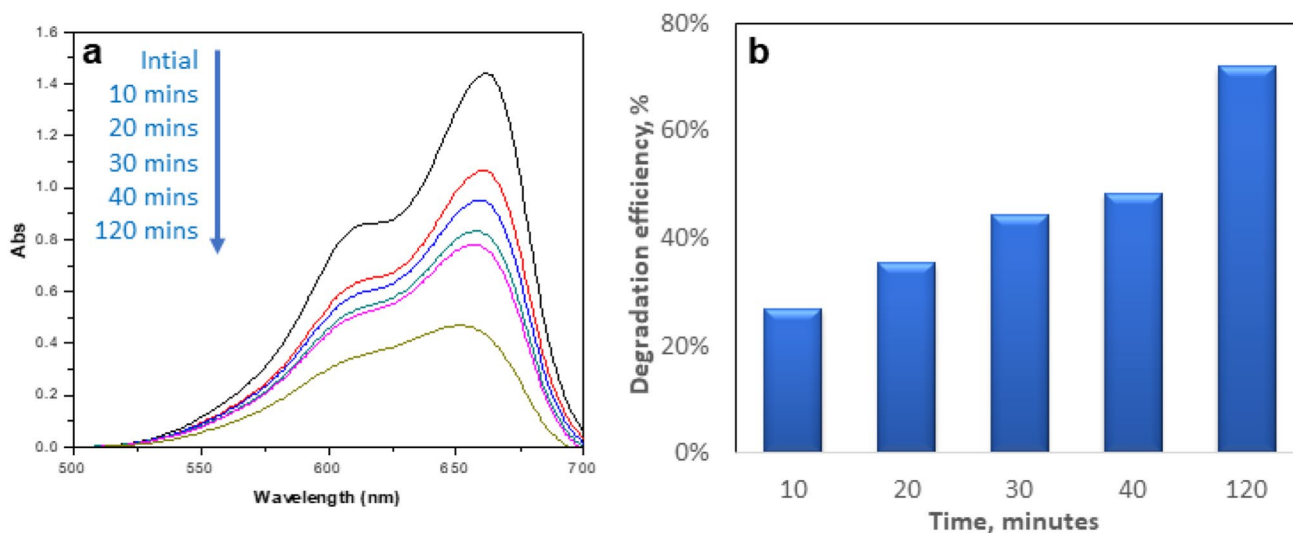 a
Intial
10 mins
20 mins
30 mins
40 mins
120 mins
1.6
1.4
1.2
1.0
0.8
0.6
0.4
0.2
0.0
Abs
500 550 600 650 700
Wavelength (nm)
b
80%
60%
40%
20%
0%
Degradation efficiency, %
10 20 30 40 120
Time, minutes